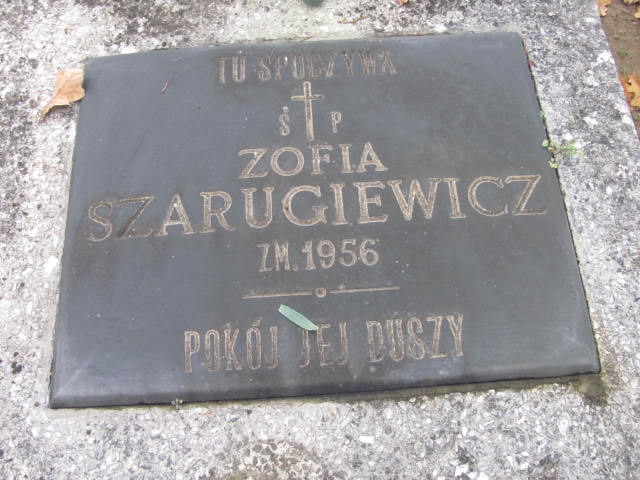 TU SPOCZYWA
Ś P
ZOFIA
SZARUGIEWICZ
ZM. 1956
POKÓJ JEJ DUSZY